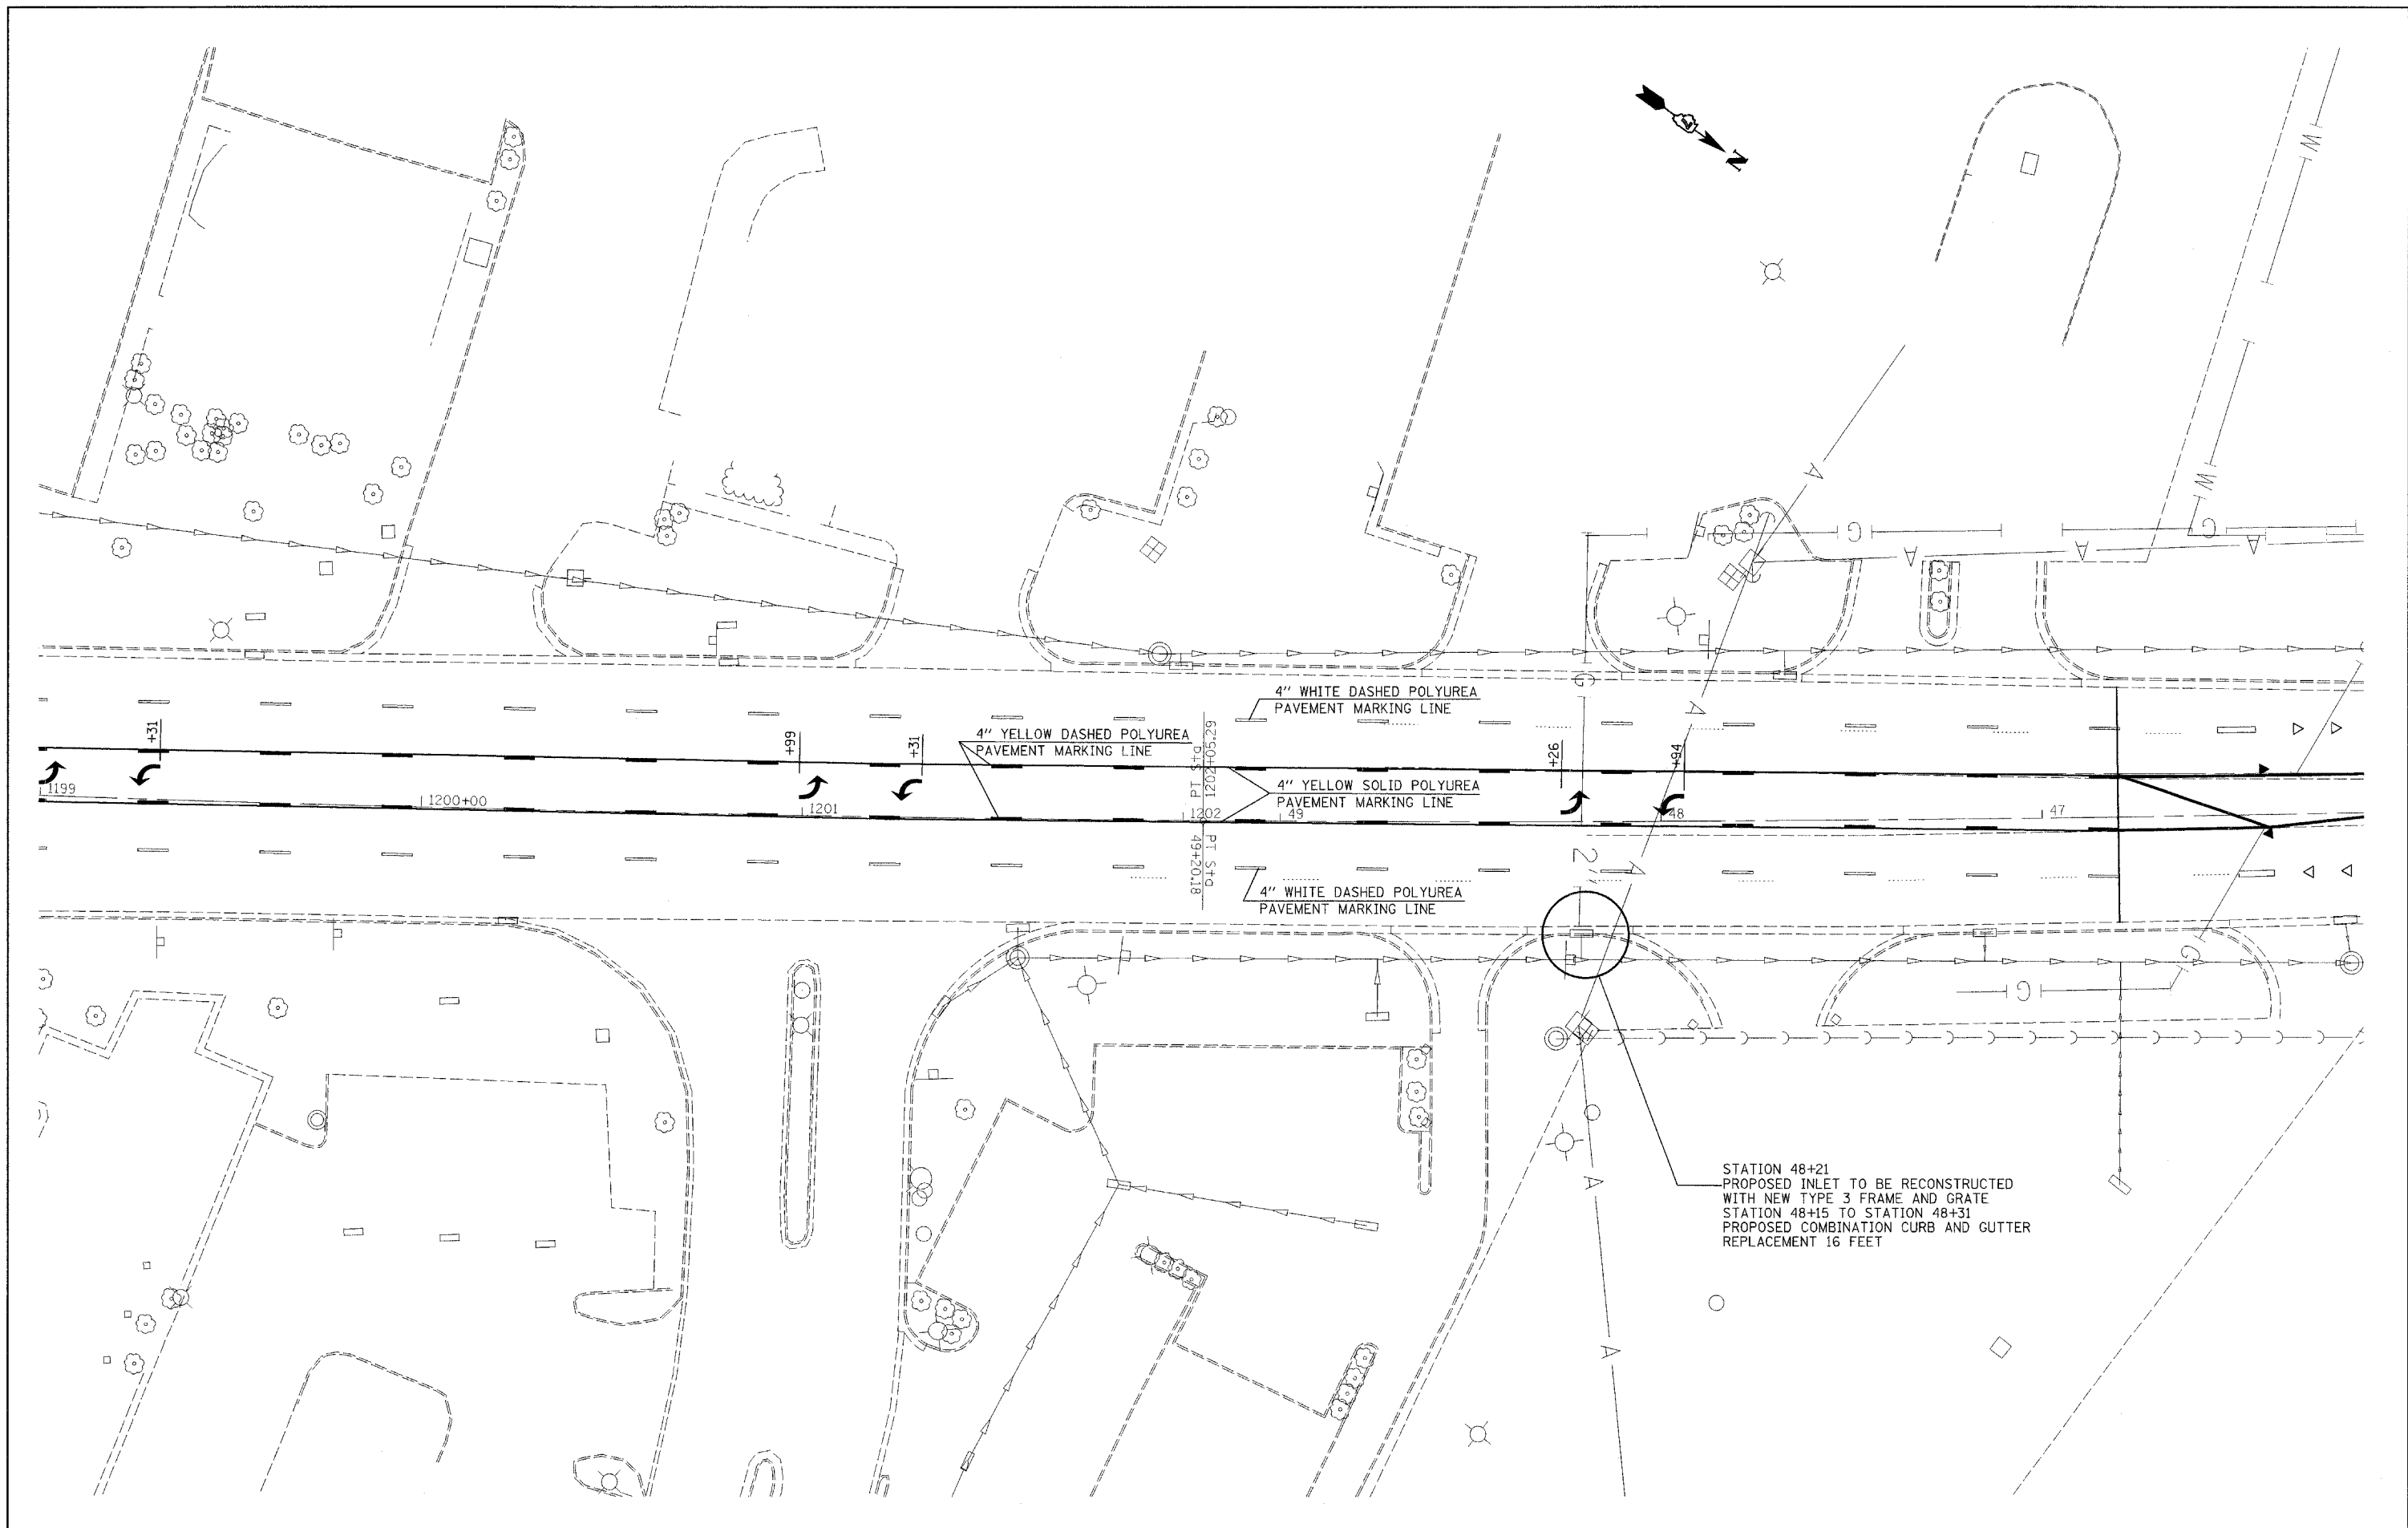 N
W
W
W
A
G
G
A
A
A
4" WHITE DASHED POLYUREA
PAVEMENT MARKING LINE
G
A
+31
+99
+31
4" YELLOW DASHED POLYUREA
PAVEMENT MARKING LINE
PT Sta
1202+05.29
+26
+94
4" YELLOW SOLID POLYUREA
PAVEMENT MARKING LINE
1199
1200+00
1201
1202
49
48
47
PT Sta
49+20.18
2"
A
4" WHITE DASHED POLYUREA
PAVEMENT MARKING LINE
G
G
STATION 48+21
PROPOSED INLET TO BE RECONSTRUCTED
WITH NEW TYPE 3 FRAME AND GRATE
STATION 48+15 TO STATION 48+31
PROPOSED COMBINATION CURB AND GUTTER
REPLACEMENT 16 FEET
A
A